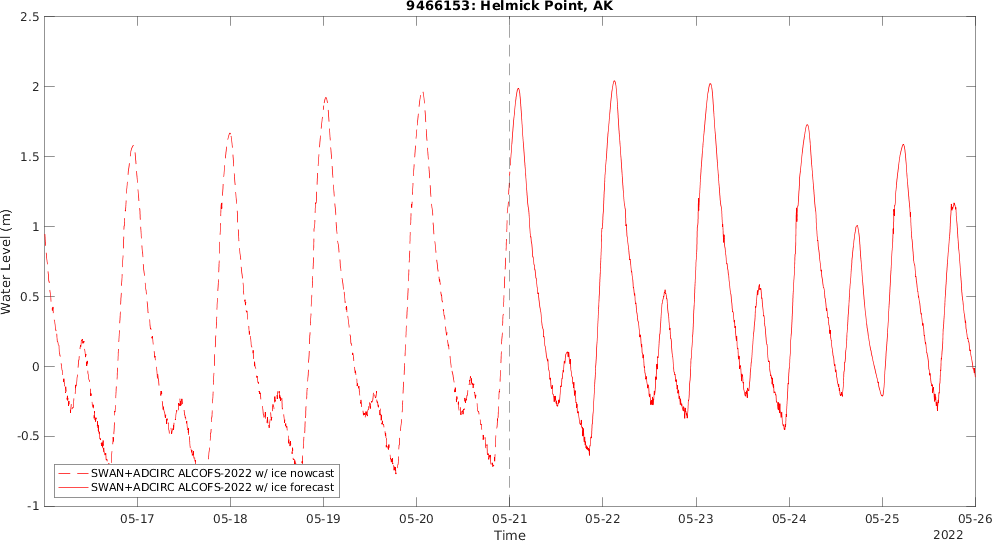 9466153: Helmick Point, AK
2.5
2
1.5
1
0.5
0
-0.5
-1
Water Level (m)
SWAN+ADCIRC ALCOFS-2022 w/ ice nowcast
SWAN+ADCIRC ALCOFS-2022 w/ ice forecast
05-17 05-18 05-19 05-20 05-21 05-22 05-23 05-24 05-25 05-26
Time
2022